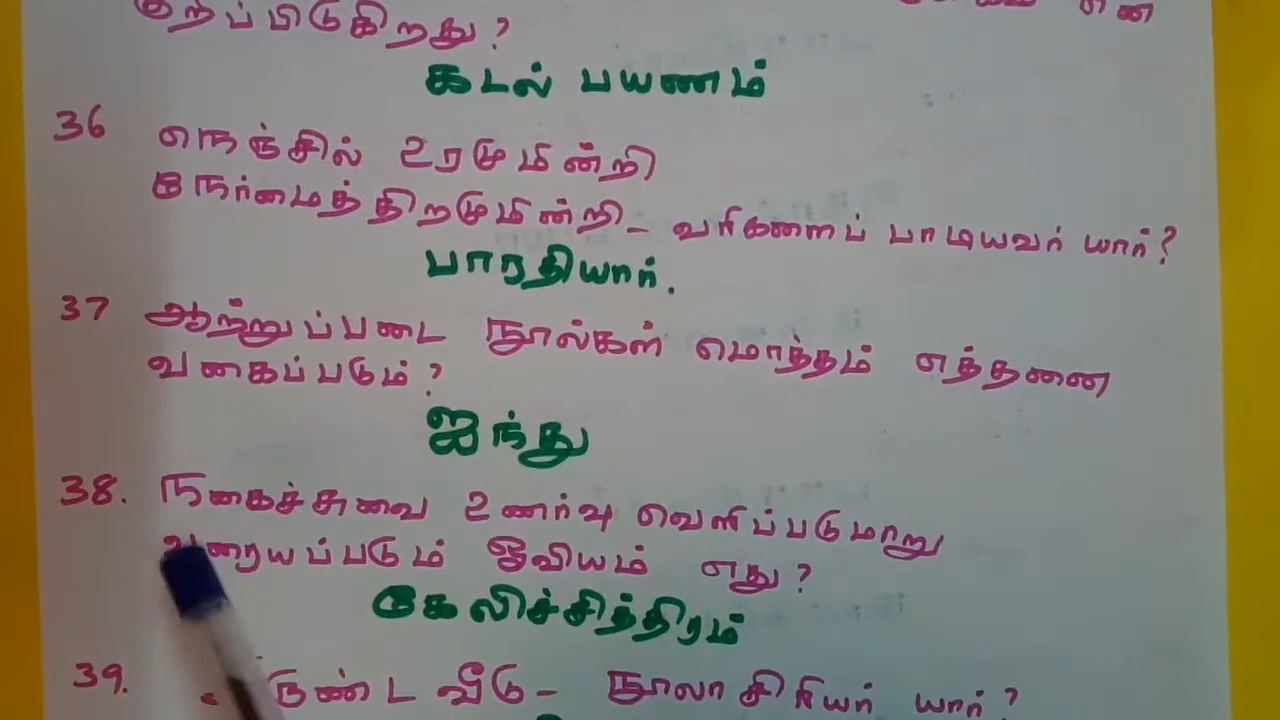 குறிப்பிடுகிறது?
கடல் பயணம்
36 நெஞ்சில் உரமுமின்றி
நேர்மைத்திறமுமின்றி - வரிகளைப் பாடியவர் யார்?
பாரதியார்.
37 ஆற்றுப்படை நூல்கள் மொத்தம் எத்தனை
வகைப்படும்?
ஐந்து
38. நகைச்சுவை உணர்வு வெளிப்படுமாறு
வரையப்படும் ஓவியம் எது?
கேலிச்சித்திரம்
39. வீடு - நூலாசிரியர் யார்?